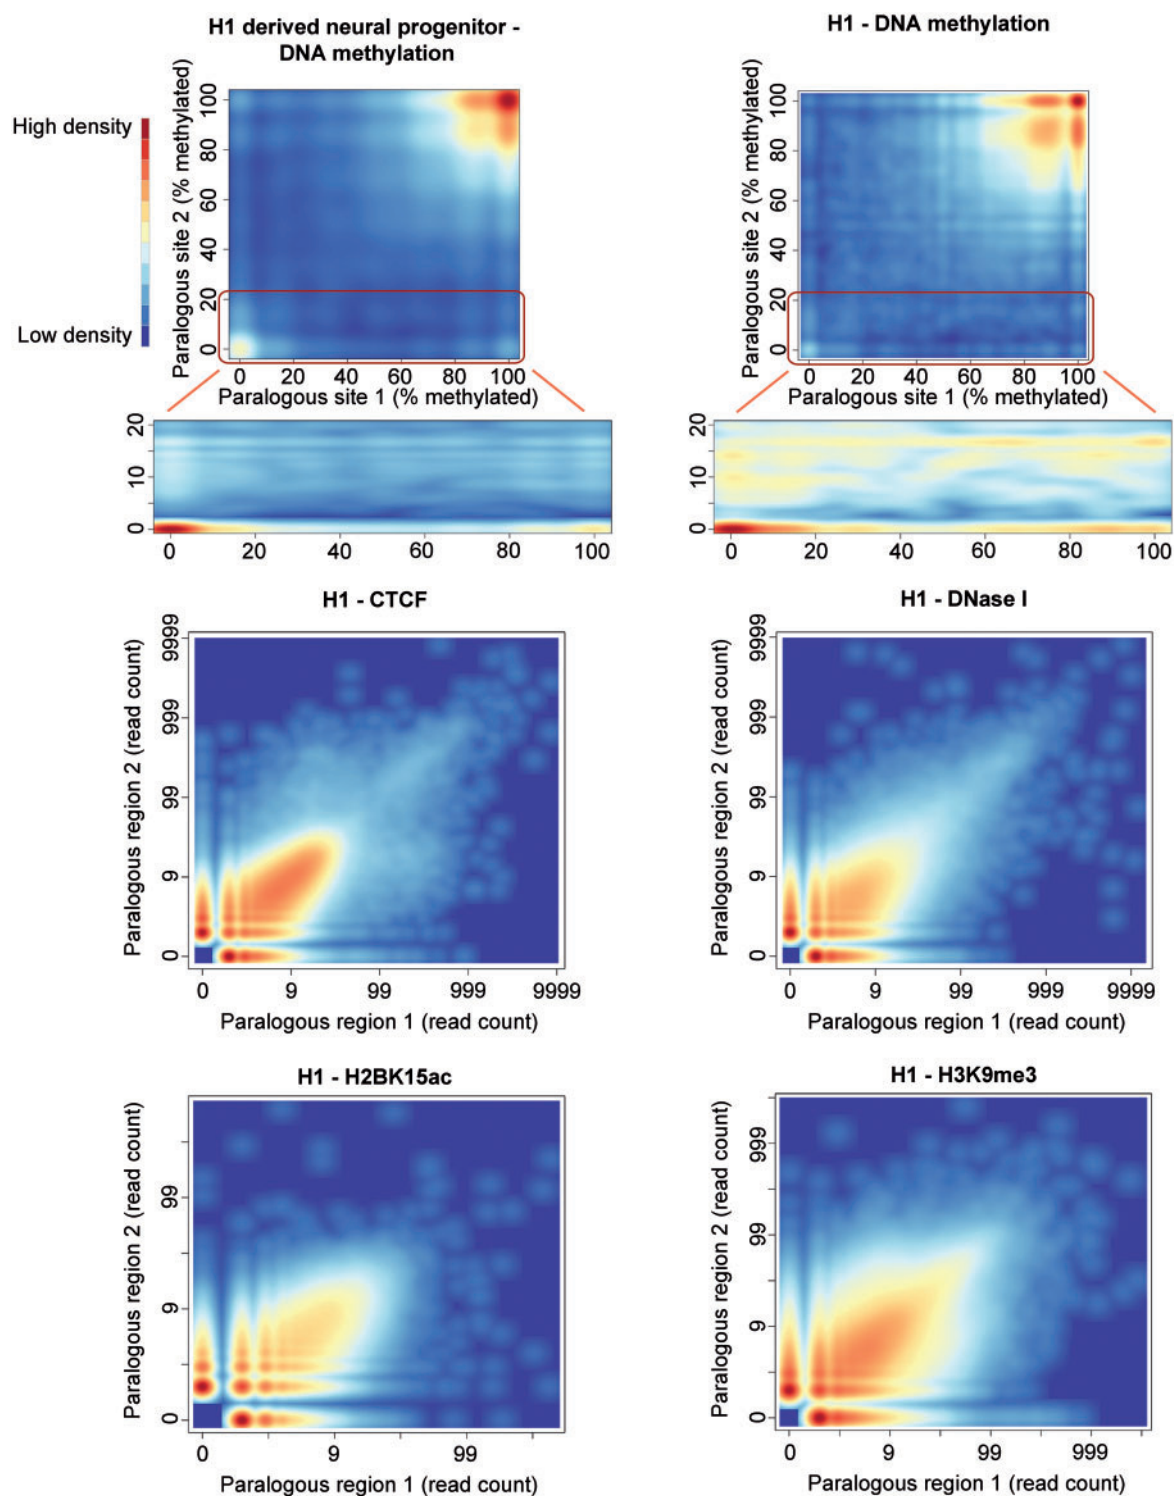 H1 derived neural progenitor -
DNA methylation
H1 - DNA methylation
High density
Low density
Paralogous site 2 (% methylated)
100
80
60
40
20
0
0 20 40 60 80 100
Paralogous site 1 (% methylated)
Paralogous site 2 (% methylated)
100
80
60
40
20
0
0 20 40 60 80 100
Paralogous site 1 (% methylated)
20
10
0
0 20 40 60 80 100
20
10
0
0 20 40 60 80 100
H1 - CTCF
Paralogous region 2 (read count)
9999
999
99
9
0
0 9 99 999 9999
Paralogous region 1 (read count)
H1 - DNase I
Paralogous region 2 (read count)
9999
999
99
9
0
0 9 99 999 9999
Paralogous region 1 (read count)
H1 - H2BK15ac
Paralogous region 2 (read count)
99
9
0
0 9 99
Paralogous region 1 (read count)
H1 - H3K9me3
Paralogous region 2 (read count)
999
99
9
0
0 9 99 999
Paralogous region 1 (read count)